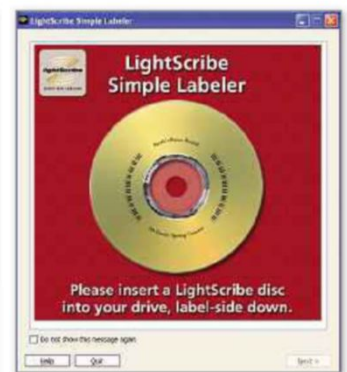 LightScribe Simple Labeler
LightScribe
LightScribe
Simple Labeler
Please insert a LightScribe disc
into your drive, label-side down.
Do not show this message again
Help
Quit
Next >